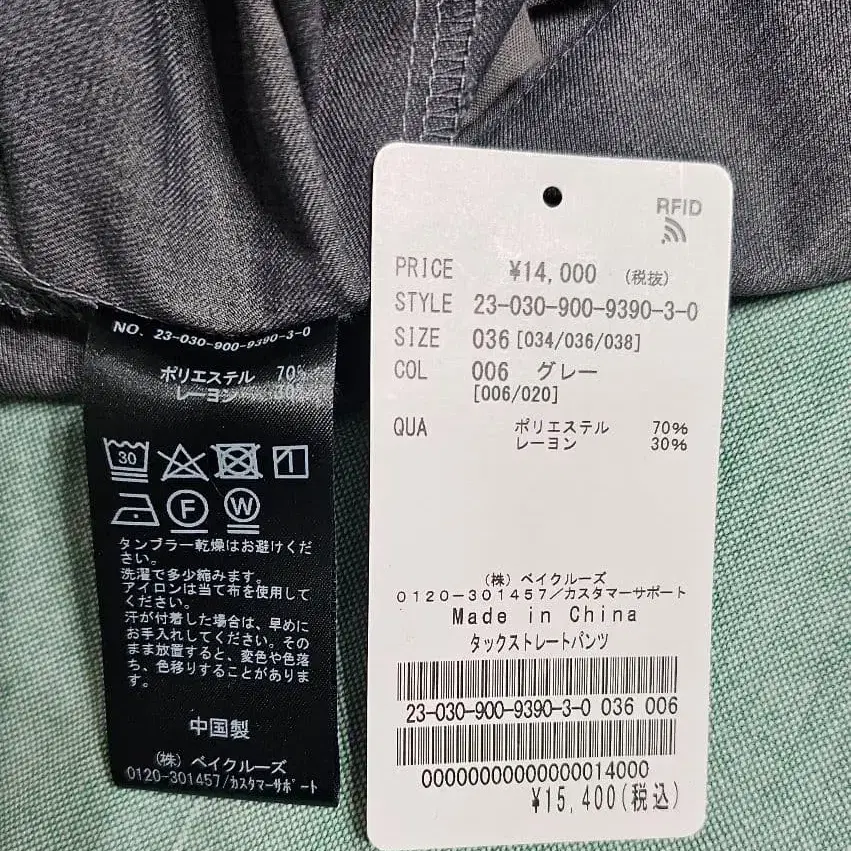 NO. 23-030-900-9390-3-0
ポリエステル 70%
レーヨン 30%
30
F
W
タンブラー乾燥はお避けくだ
さい。
洗濯で多少縮みます。
アイロンは当て布を使用して
ください。
汗が付着した場合は、早めに
お手入れしてください。その
まま放置すると、変色や色落
ち、色移りすることがありま
す。
中国製
(株) ベイクルーズ
0120-301457/カスタマーサポート
RFID
PRICE ¥14,000 (税抜)
STYLE 23-030-900-9390-3-0
SIZE 036 [034/036/038]
COL 006 グレー
[006/020]
QUA ポリエステル 70%
レーヨン 30%
(株) ベイクルーズ
0120-301457/カスタマーサポート
Made in China
タックストレートパンツ
23-030-900-9390-3-0 036 006
00000000000000014000
¥15,400(税込)